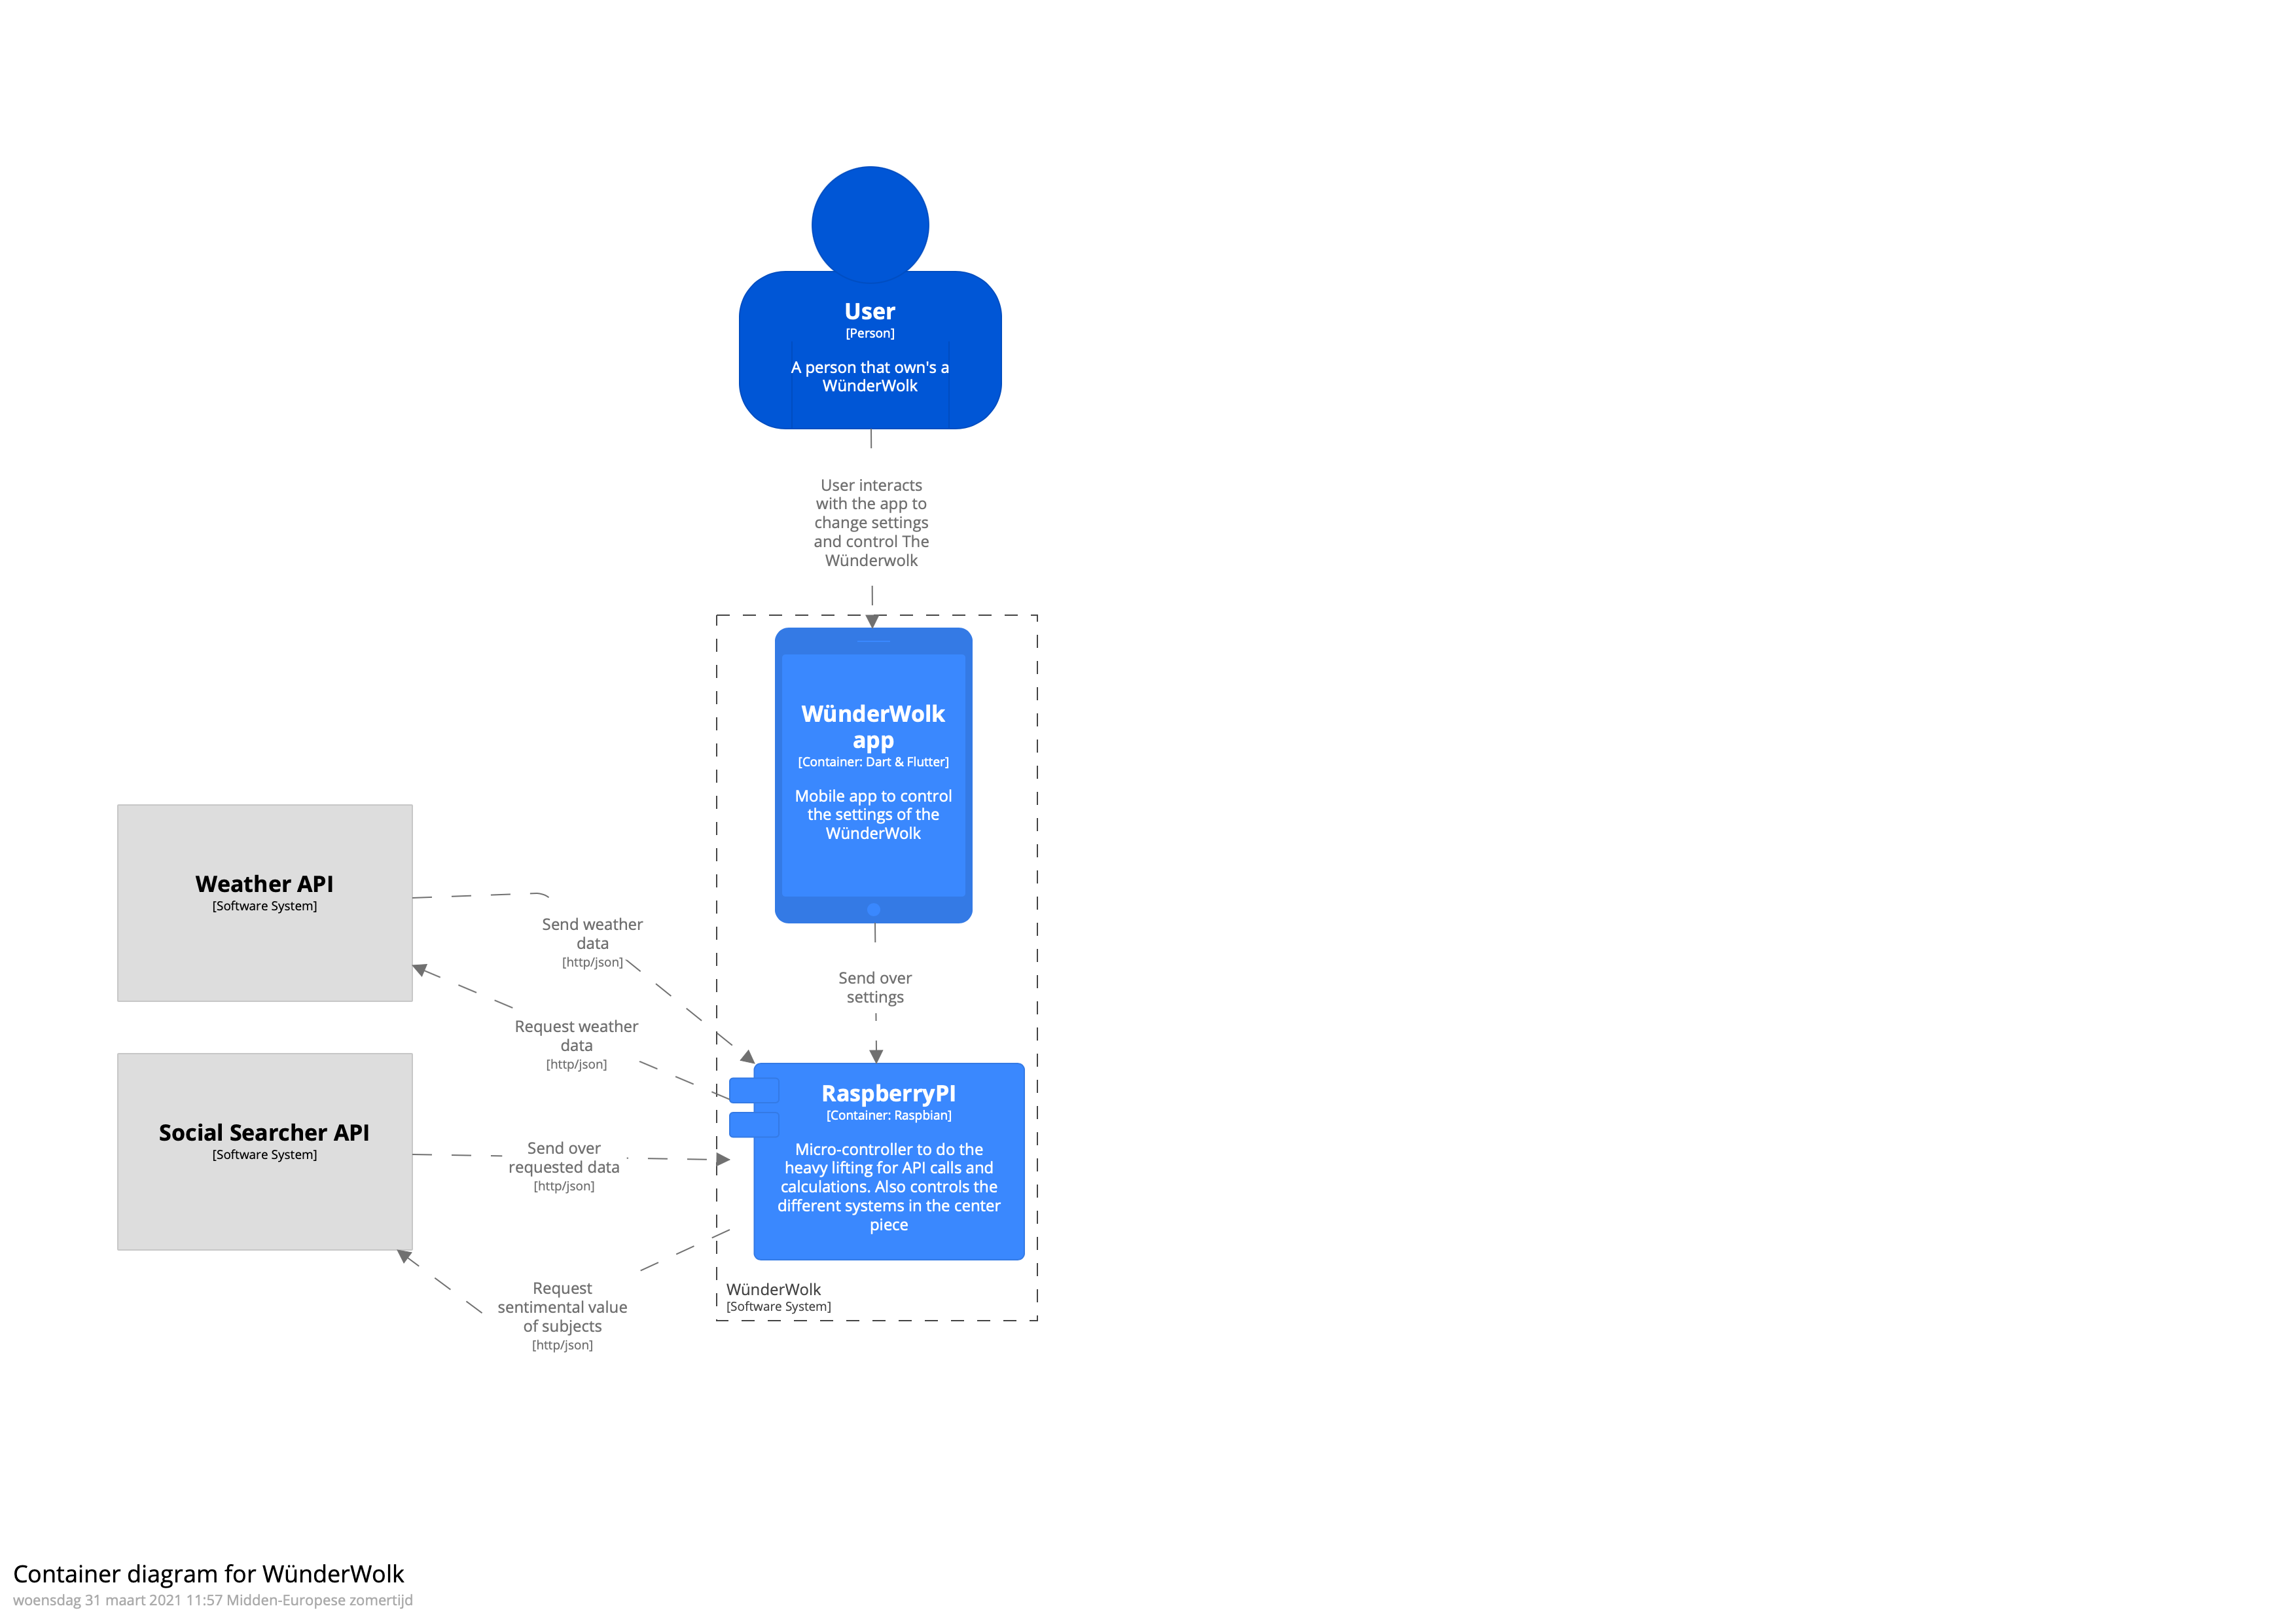 User
[Person]
A person that own's a
WünderWolk
User interacts
with the app to
change settings
and control The
Wünderwolk
WünderWolk
app
[Container: Dart & Flutter]
Mobile app to control
the settings of the
WünderWolk
Weather API
[Software System]
Send weather
data
[http/json]
Send over
settings
Request weather
data
[http/json]
Social Searcher API
[Software System]
Send over
requested data
[http/json]
RaspberryPI
[Container: Raspbian]
Micro-controller to do the
heavy lifting for API calls and
calculations. Also controls the
different systems in the center
piece
Request
sentimental value
of subjects
[http/json]
WünderWolk
[Software System]
Container diagram for WünderWolk
woensdag 31 maart 2021 11:57 Midden-Europese zomertijd